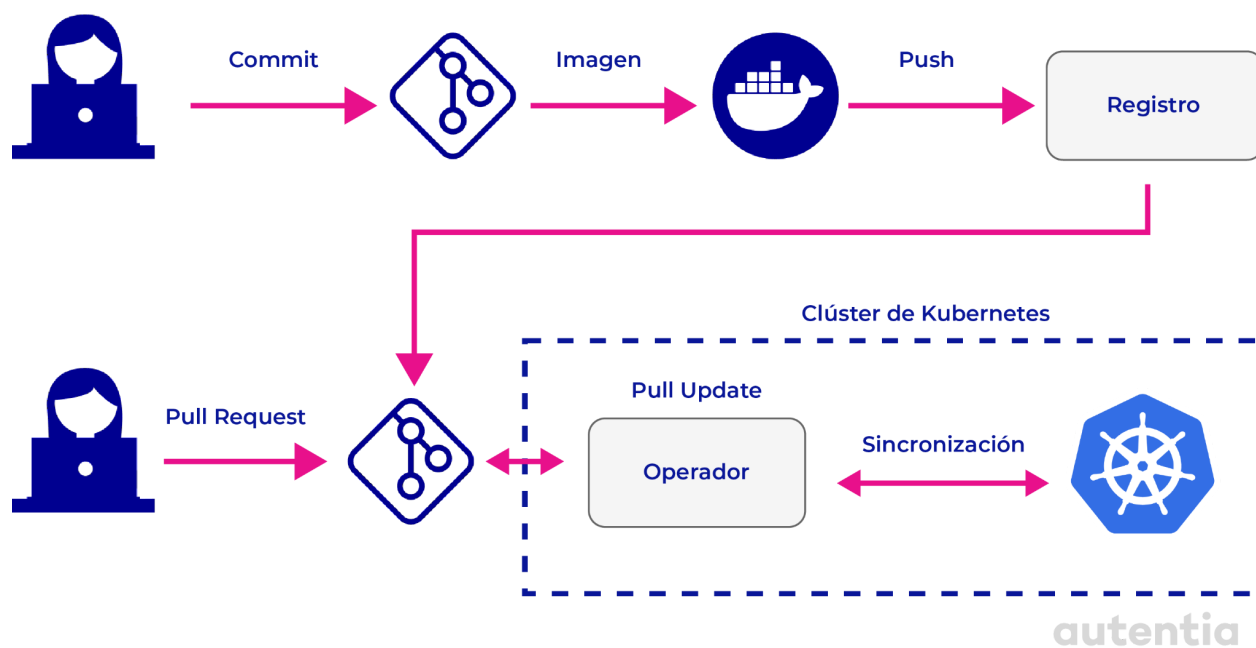 Commit
Imagen
Push
Registro
Clúster de Kubernetes
Pull Update
Pull Request
Operador
Sincronización
autentia